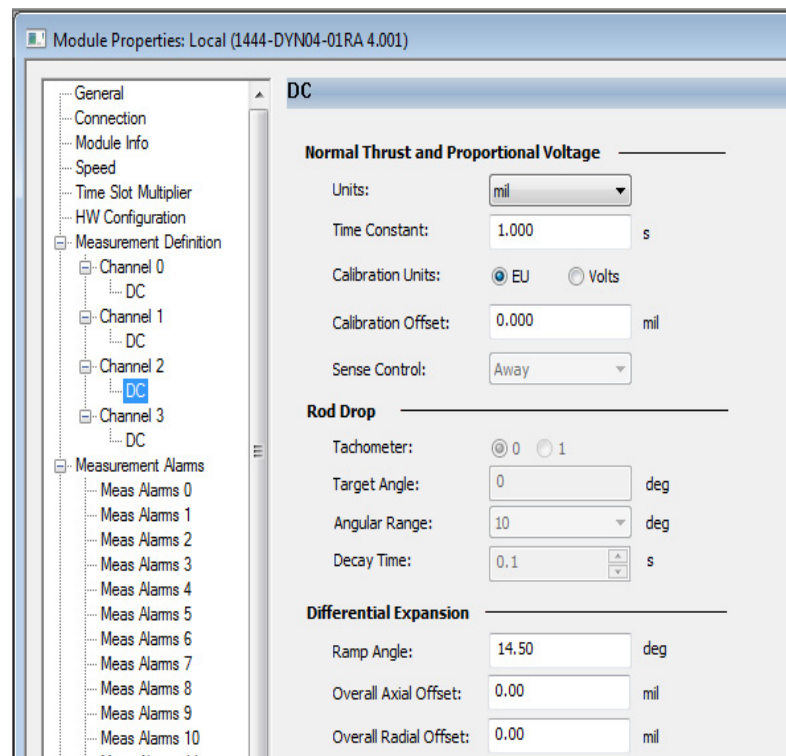 Module Properties: Local (1444-DYN04-01RA 4.001)
General
Connection
Module Info
Speed
Time Slot Multiplier
HW Configuration
Measurement Definition
Channel 0
DC
Channel 1
DC
Channel 2
DC
Channel 3
DC
Measurement Alarms
Meas Alarms 0
Meas Alarms 1
Meas Alarms 2
Meas Alarms 3
Meas Alarms 4
Meas Alarms 5
Meas Alarms 6
Meas Alarms 7
Meas Alarms 8
Meas Alarms 9
Meas Alarms 10
DC
Normal Thrust and Proportional Voltage
Units: mil
Time Constant: 1.000 s
Calibration Units: EU Volts
Calibration Offset: 0.000 mil
Sense Control: Away
Rod Drop
Tachometer: 0 1
Target Angle: 0 deg
Angular Range: 10 deg
Decay Time: 0.1 s
Differential Expansion
Ramp Angle: 14.50 deg
Overall Axial Offset: 0.00 mil
Overall Radial Offset: 0.00 mil